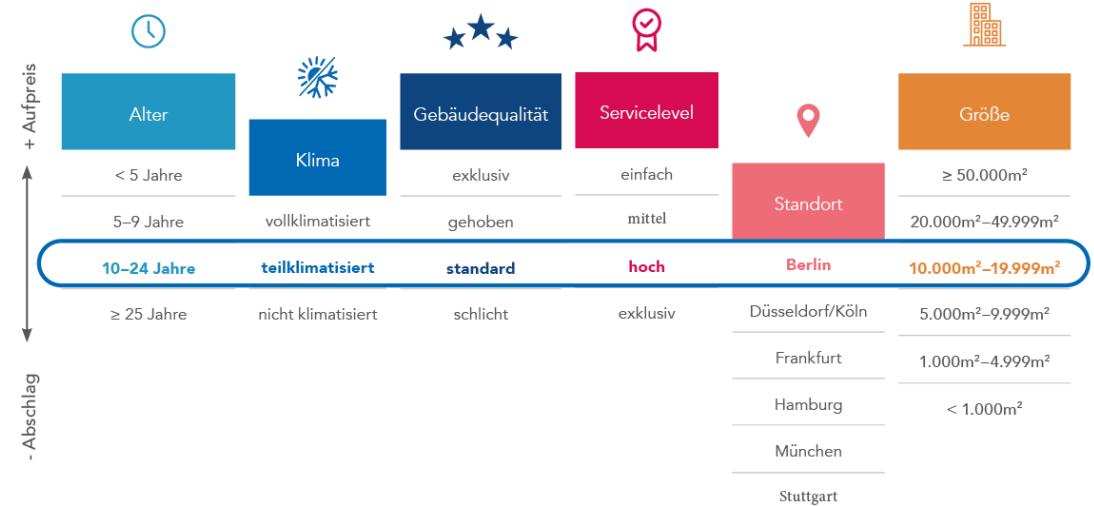 + Aufpreis
- Abschlag
Alter
< 5 Jahre
5–9 Jahre
10–24 Jahre
≥ 25 Jahre
Klima
vollklimatisiert
teilklimatisiert
nicht klimatisiert
Gebäudequalität
exklusiv
gehoben
standard
schlicht
Servicelevel
einfach
mittel
hoch
exklusiv
Standort
Berlin
Düsseldorf/Köln
Frankfurt
Hamburg
München
Stuttgart
Größe
≥ 50.000m²
20.000m²–49.999m²
10.000m²–19.999m²
5.000m²–9.999m²
1.000m²–4.999m²
< 1.000m²